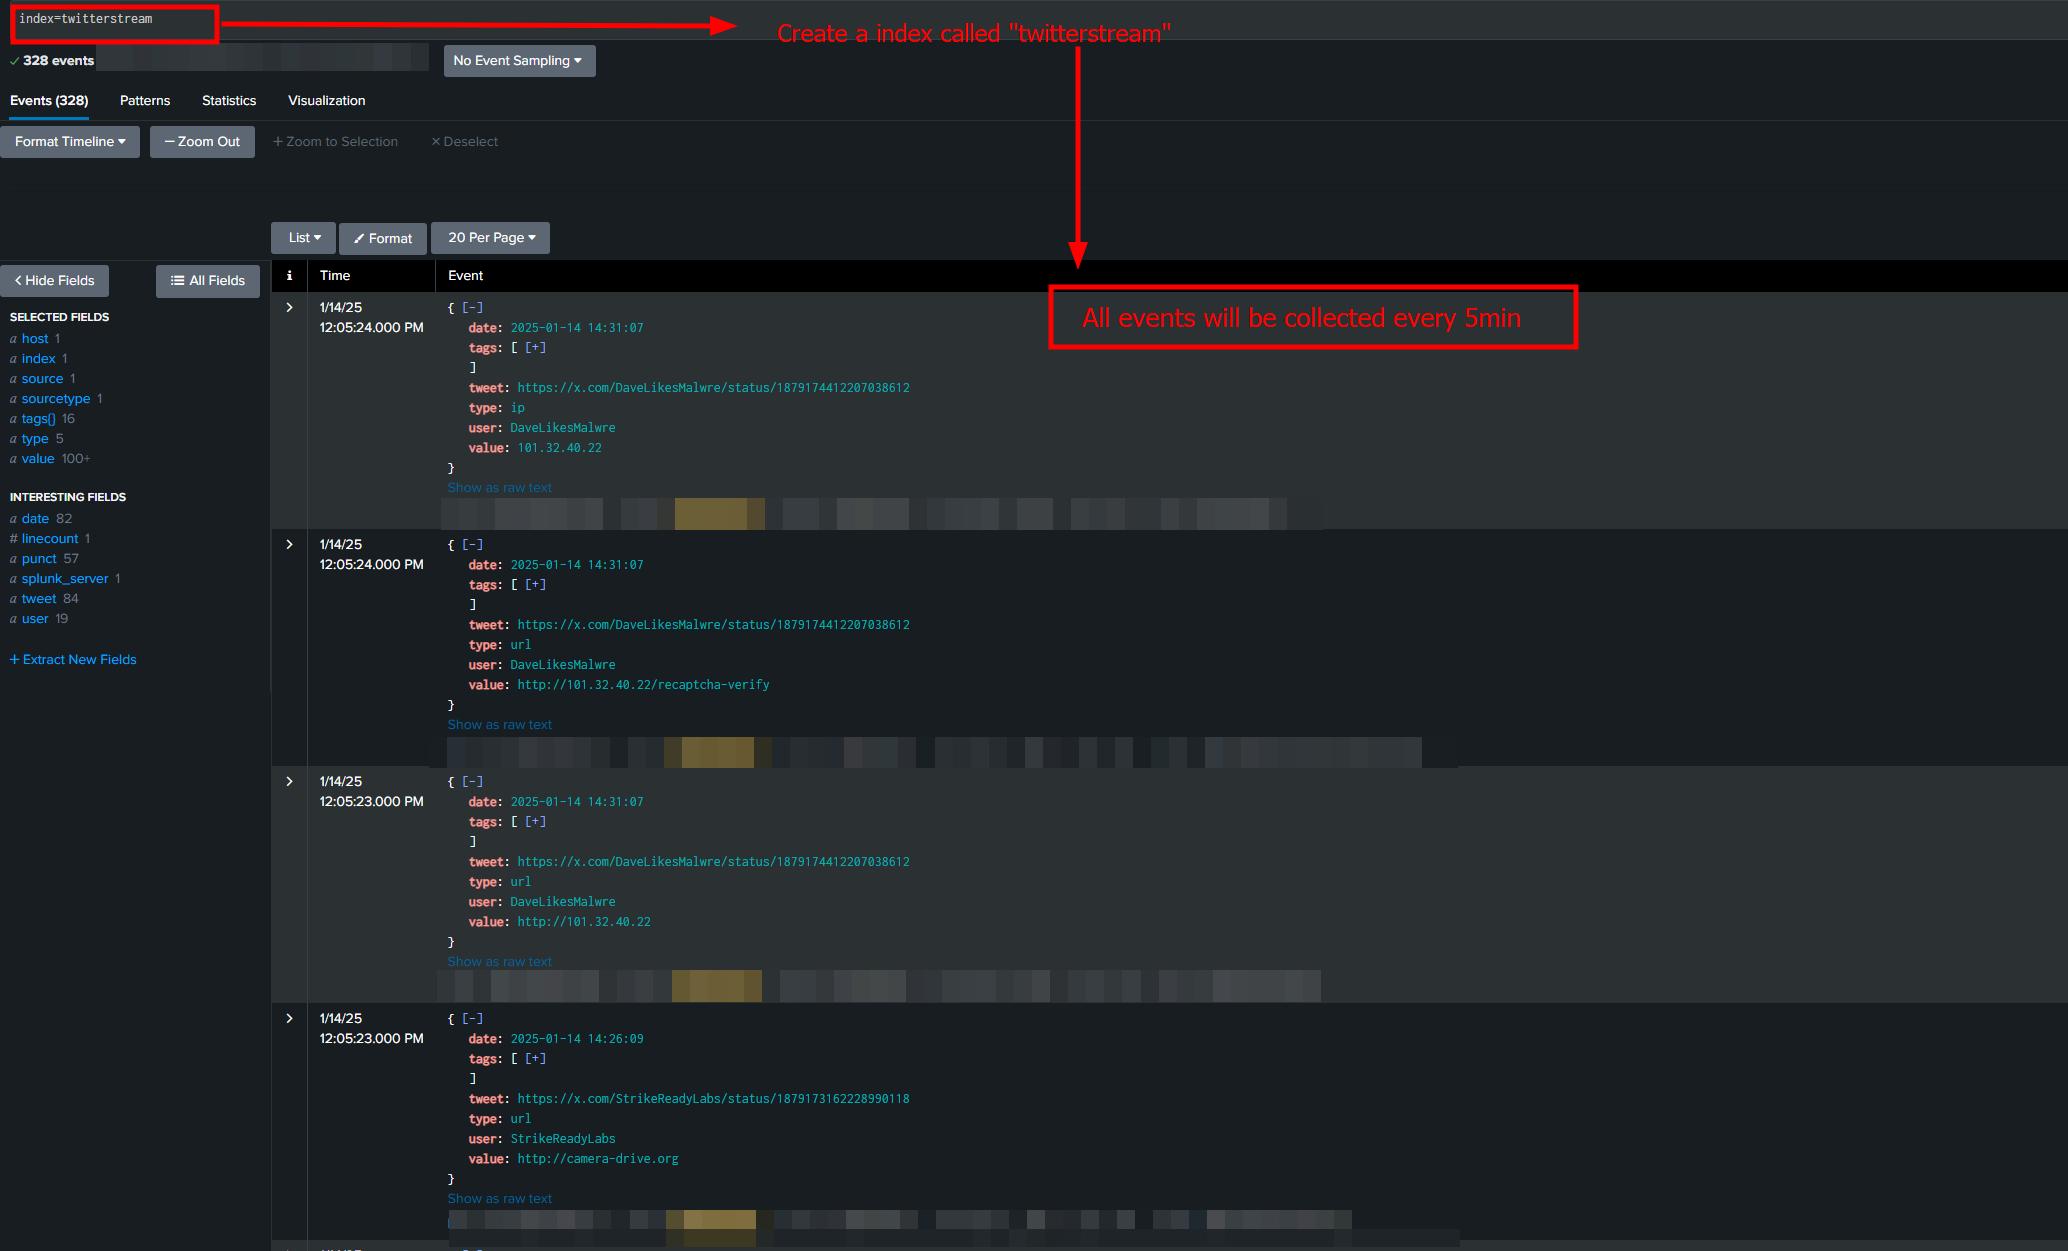 index=twitterstream
Create a index called "twitterstream"
✓ 328 events
No Event Sampling ▾
Events (328) Patterns Statistics Visualization
Format Timeline ▾ — Zoom Out + Zoom to Selection × Deselect
List ▾ Format 20 Per Page ▾
< Hide Fields All Fields
SELECTED FIELDS
a host 1
a index 1
a source 1
a sourcetype 1
a tags{} 16
a type 5
a value 100+
INTERESTING FIELDS
a date 82
# linecount 1
a punct 57
a splunk_server 1
a tweet 84
a user 19
+ Extract New Fields
i Time Event
All events will be collected every 5min
> 1/14/25 { [-]
12:05:24.000 PM date: 2025-01-14 14:31:07
tags: [ [+]
]
tweet: https://x.com/DaveLikesMalwre/status/1879174412207038612
type: ip
user: DaveLikesMalwre
value: 101.32.40.22
}
Show as raw text
> 1/14/25 { [-]
12:05:24.000 PM date: 2025-01-14 14:31:07
tags: [ [+]
]
tweet: https://x.com/DaveLikesMalwre/status/1879174412207038612
type: url
user: DaveLikesMalwre
value: http://101.32.40.22/recaptcha-verify
}
Show as raw text
> 1/14/25 { [-]
12:05:23.000 PM date: 2025-01-14 14:31:07
tags: [ [+]
]
tweet: https://x.com/DaveLikesMalwre/status/1879174412207038612
type: url
user: DaveLikesMalwre
value: http://101.32.40.22
}
Show as raw text
> 1/14/25 { [-]
12:05:23.000 PM date: 2025-01-14 14:26:09
tags: [ [+]
]
tweet: https://x.com/StrikeReadyLabs/status/1879173162228990118
type: url
user: StrikeReadyLabs
value: http://camera-drive.org
}
Show as raw text